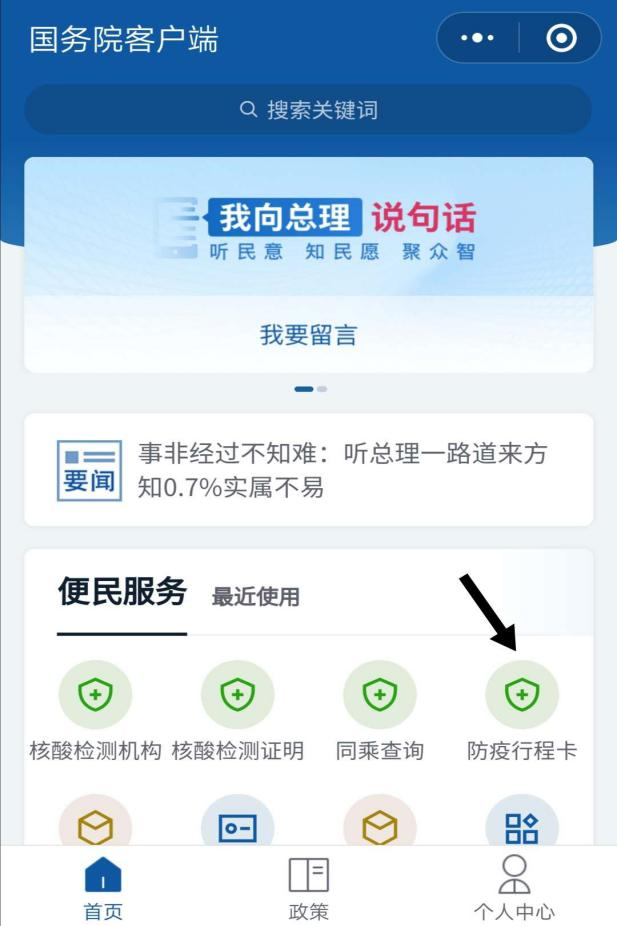 国务院客户端
搜索关键词
我向总理 说句话
听民意 知民愿 聚众智
我要留言
要闻
事非经过不知难：听总理一路道来方
知0.7%实属不易
便民服务 最近使用
核酸检测机构 核酸检测证明 同乘查询 防疫行程卡
首页 政策 个人中心